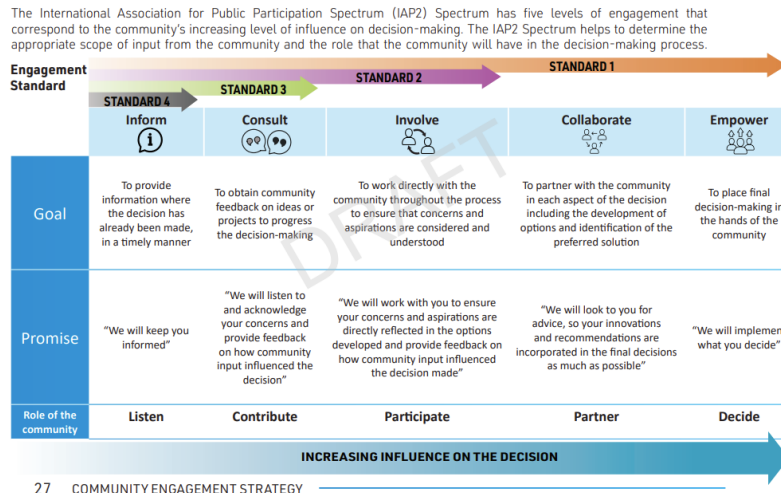 The International Association for Public Participation Spectrum (IAP2) Spectrum has five levels of engagement that
correspond to the community's increasing level of influence on decision-making. The IAP2 Spectrum helps to determine the
appropriate scope of input from the community and the role that the community will have in the decision-making process.
Engagement
Standard
STANDARD 1
STANDARD 2
STANDARD 3
STANDARD 4
Inform
Consult
Involve
Collaborate
Empower
Goal
To provide
information where
the decision has
already been made,
in a timely manner
To obtain community
feedback on ideas or
projects to progress
the decision-making
To work directly with the
community throughout the process
to ensure that concerns and
aspirations are considered and
understood
To partner with the community
in each aspect of the decision
including the development of
options and identification of the
preferred solution
To place final
decision-making in
the hands of the
community
Promise
"We will keep you
informed"
"We will listen to
and acknowledge
your concerns and
provide feedback
on how community
input influenced the
decision"
"We will work with you to ensure
your concerns and aspirations are
directly reflected in the options
developed and provide feedback on
how community input influenced
the decision made"
"We will look to you for
advice, so your innovations
and recommendations are
incorporated in the final decisions
as much as possible"
"We will implemen
what you decide"
Role of the
community
Listen
Contribute
Participate
Partner
Decide
INCREASING INFLUENCE ON THE DECISION
27 COMMUNITY ENGAGEMENT STRATEGY
DRAFT